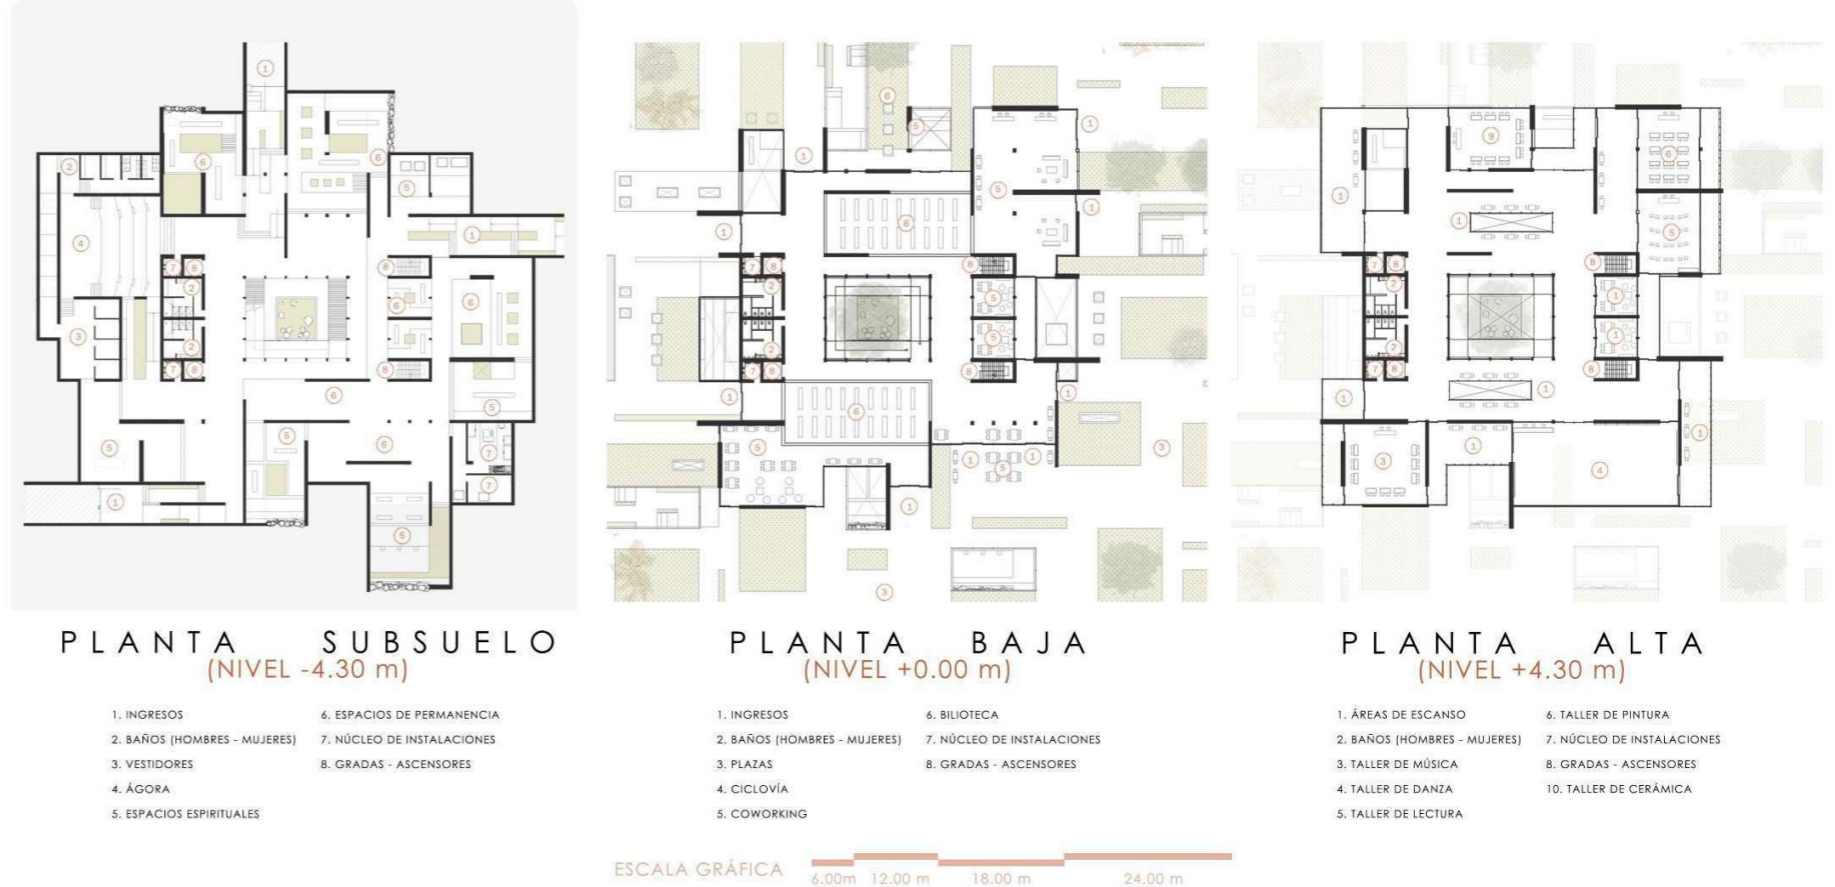 PLANTA SUBSUELO
(NIVEL -4.30 m)
1. INGRESOS
2. BAÑOS (HOMBRES - MUJERES)
3. VESTIDORES
4. ÁGORA
5. ESPACIOS ESPIRITUALES
6. ESPACIOS DE PERMANENCIA
7. NÚCLEO DE INSTALACIONES
8. GRADAS - ASCENSORES
PLANTA BAJA
(NIVEL +0.00 m)
1. INGRESOS
2. BAÑOS (HOMBRES - MUJERES)
3. PLAZAS
4. CICLOVÍA
5. COWORKING
6. BILIOTECA
7. NÚCLEO DE INSTALACIONES
8. GRADAS - ASCENSORES
PLANTA ALTA
(NIVEL +4.30 m)
1. ÁREAS DE ESCANSO
2. BAÑOS (HOMBRES - MUJERES)
3. TALLER DE MÚSICA
4. TALLER DE DANZA
5. TALLER DE LECTURA
6. TALLER DE PINTURA
7. NÚCLEO DE INSTALACIONES
8. GRADAS - ASCENSORES
10. TALLER DE CERÁMICA
ESCALA GRÁFICA
6.00m 12.00 m 18.00 m 24.00 m